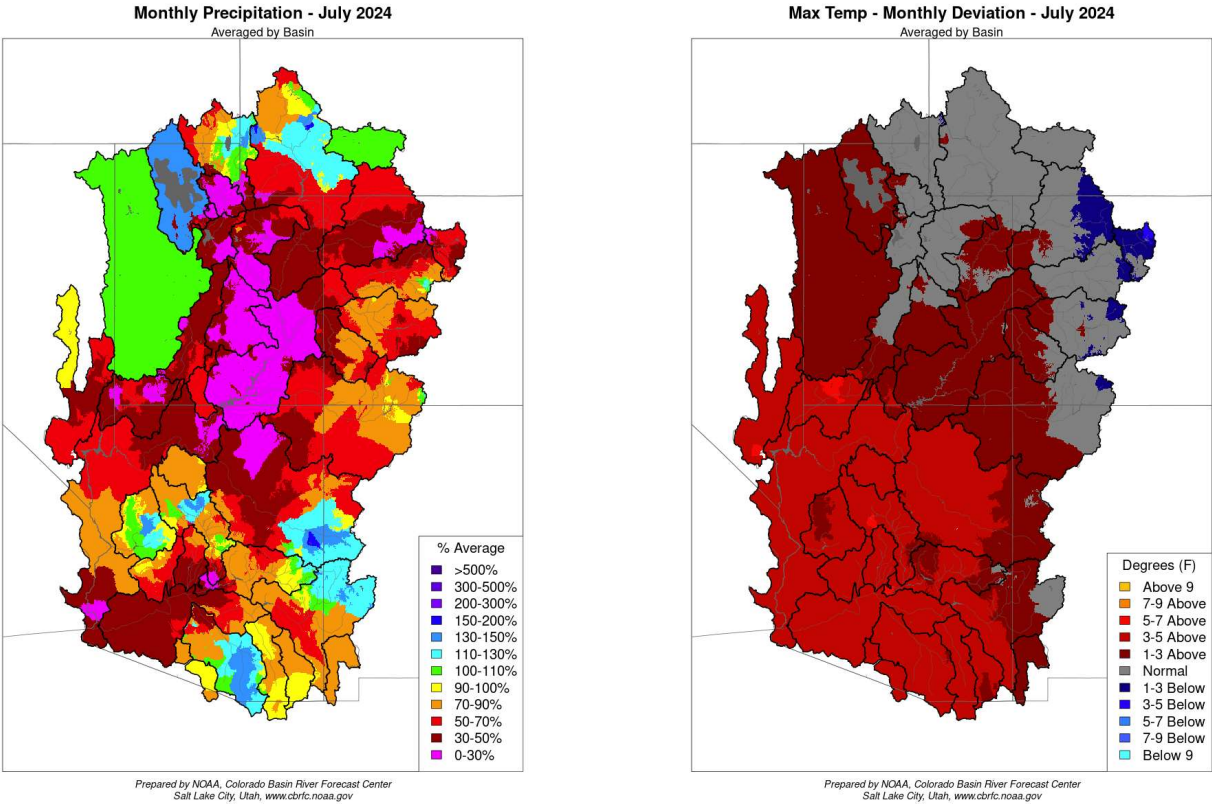 Monthly Precipitation - July 2024
Averaged by Basin
% Average
>500%
300-500%
200-300%
150-200%
130-150%
110-130%
100-110%
90-100%
70-90%
50-70%
30-50%
0-30%
Prepared by NOAA, Colorado Basin River Forecast Center
Salt Lake City, Utah, www.cbrfc.noaa.gov
Max Temp - Monthly Deviation - July 2024
Averaged by Basin
Degrees (F)
Above 9
7-9 Above
5-7 Above
3-5 Above
1-3 Above
Normal
1-3 Below
3-5 Below
5-7 Below
7-9 Below
Below 9
Prepared by NOAA, Colorado Basin River Forecast Center
Salt Lake City, Utah, www.cbrfc.noaa.gov